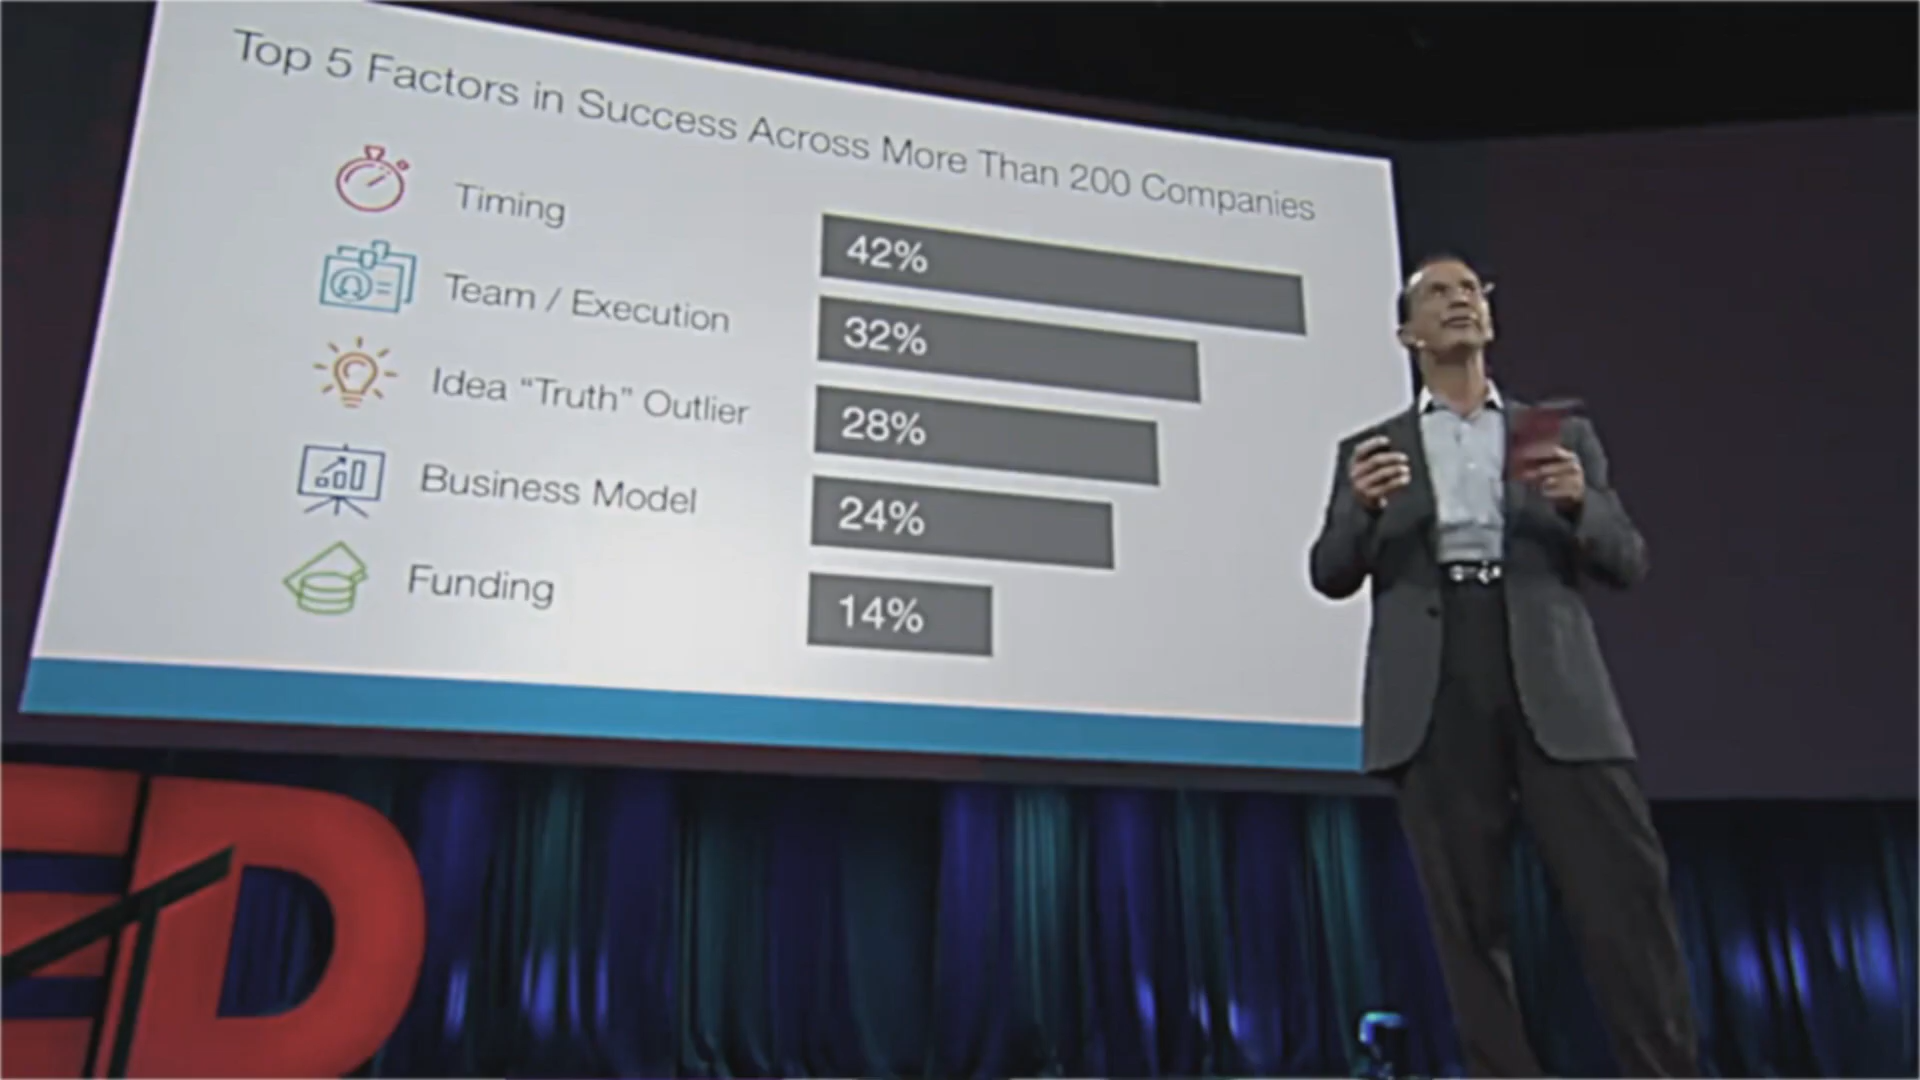 Top 5 Factors in Success Across More Than 200 Companies
Timing
42%
Team / Execution
32%
Idea “Truth” Outlier
28%
Business Model
24%
Funding
14%
ED